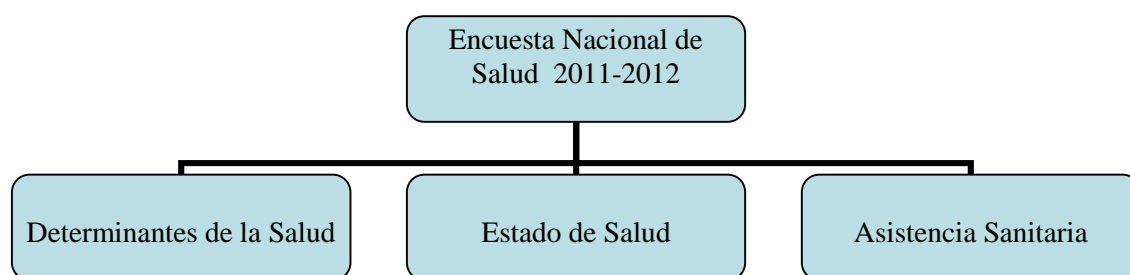 Encuesta Nacional de
Salud 2011-2012
Determinantes de la Salud
Estado de Salud
Asistencia Sanitaria